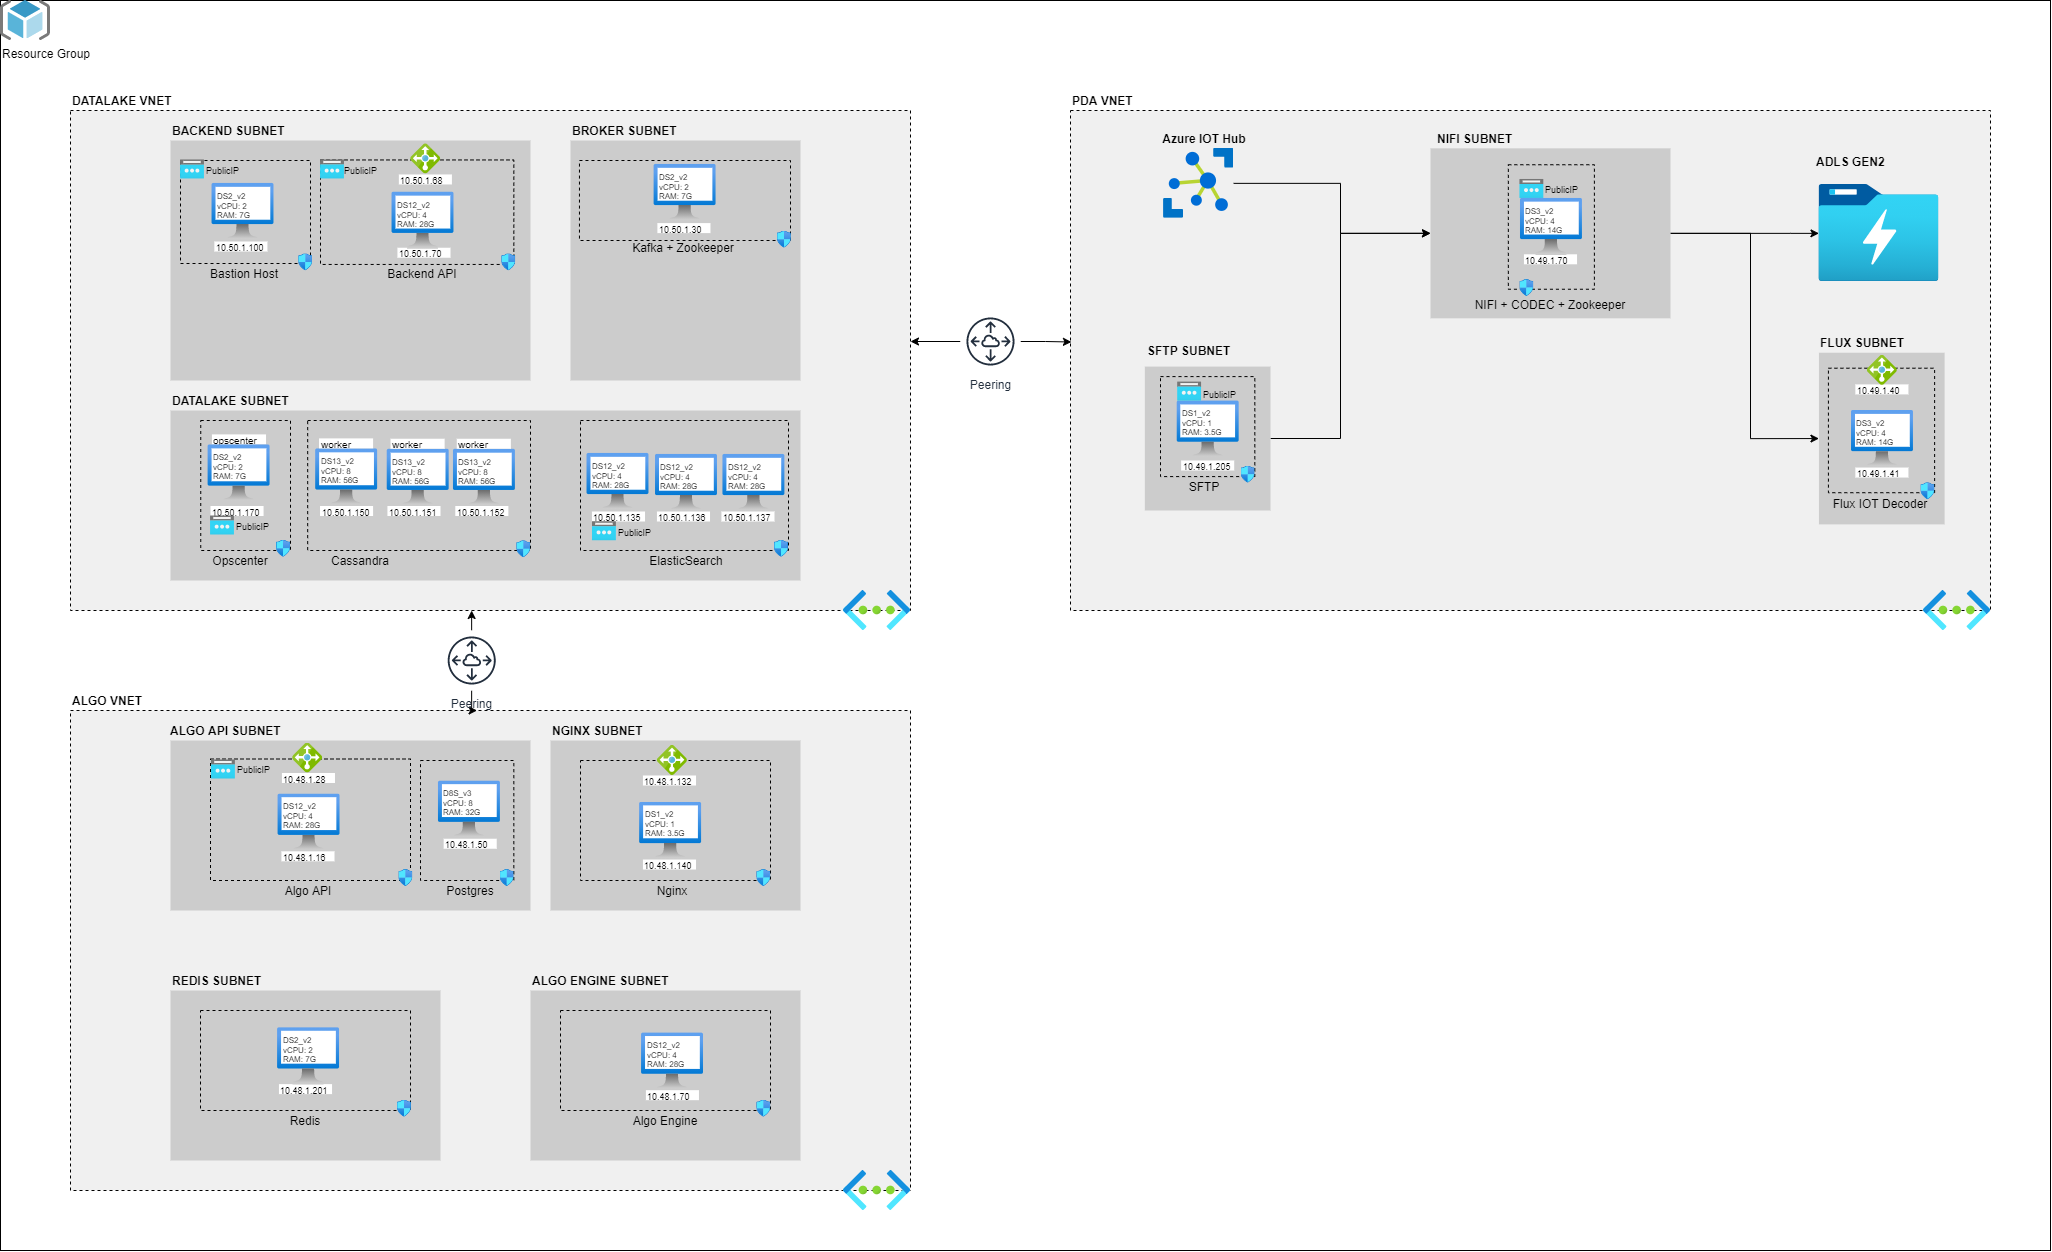 Resource Group
DATALAKE VNET
BACKEND SUBNET
PublicIP
DS2_v2
vCPU: 2
RAM: 7G
10.50.1.100
Bastion Host
PublicIP
10.50.1.68
DS12_v2
vCPU: 4
RAM: 28G
10.50.1.70
Backend API
BROKER SUBNET
DS2_v2
vCPU: 2
RAM: 7G
10.50.1.30
Kafka + Zookeeper
DATALAKE SUBNET
opscenter
DS2_v2
vCPU: 2
RAM: 7G
10.50.1.170
PublicIP
Opscenter
worker
DS13_v2
vCPU: 8
RAM: 56G
10.50.1.150
worker
DS13_v2
vCPU: 8
RAM: 56G
10.50.1.151
worker
DS13_v2
vCPU: 8
RAM: 56G
10.50.1.152
Cassandra
DS12_v2
vCPU: 4
RAM: 28G
10.50.1.135
PublicIP
DS12_v2
vCPU: 4
RAM: 28G
10.50.1.136
DS12_v2
vCPU: 4
RAM: 28G
10.50.1.137
ElasticSearch
Peering
PDA VNET
Azure IOT Hub
NIFI SUBNET
PublicIP
DS3_v2
vCPU: 4
RAM: 14G
10.49.1.70
NIFI + CODEC + Zookeeper
ADLS GEN2
SFTP SUBNET
PublicIP
DS1_v2
vCPU: 1
RAM: 3.5G
10.49.1.205
SFTP
FLUX SUBNET
10.49.1.40
DS3_v2
vCPU: 4
RAM: 14G
10.49.1.41
Flux IOT Decoder
Peering
ALGO VNET
ALGO API SUBNET
PublicIP
10.48.1.28
DS12_v2
vCPU: 4
RAM: 28G
10.48.1.16
Algo API
D8S_v3
vCPU: 8
RAM: 32G
10.48.1.50
Postgres
NGINX SUBNET
10.48.1.132
DS1_v2
vCPU: 1
RAM: 3.5G
10.48.1.140
Nginx
REDIS SUBNET
DS2_v2
vCPU: 2
RAM: 7G
10.48.1.201
Redis
ALGO ENGINE SUBNET
DS12_v2
vCPU: 4
RAM: 28G
10.48.1.70
Algo Engine